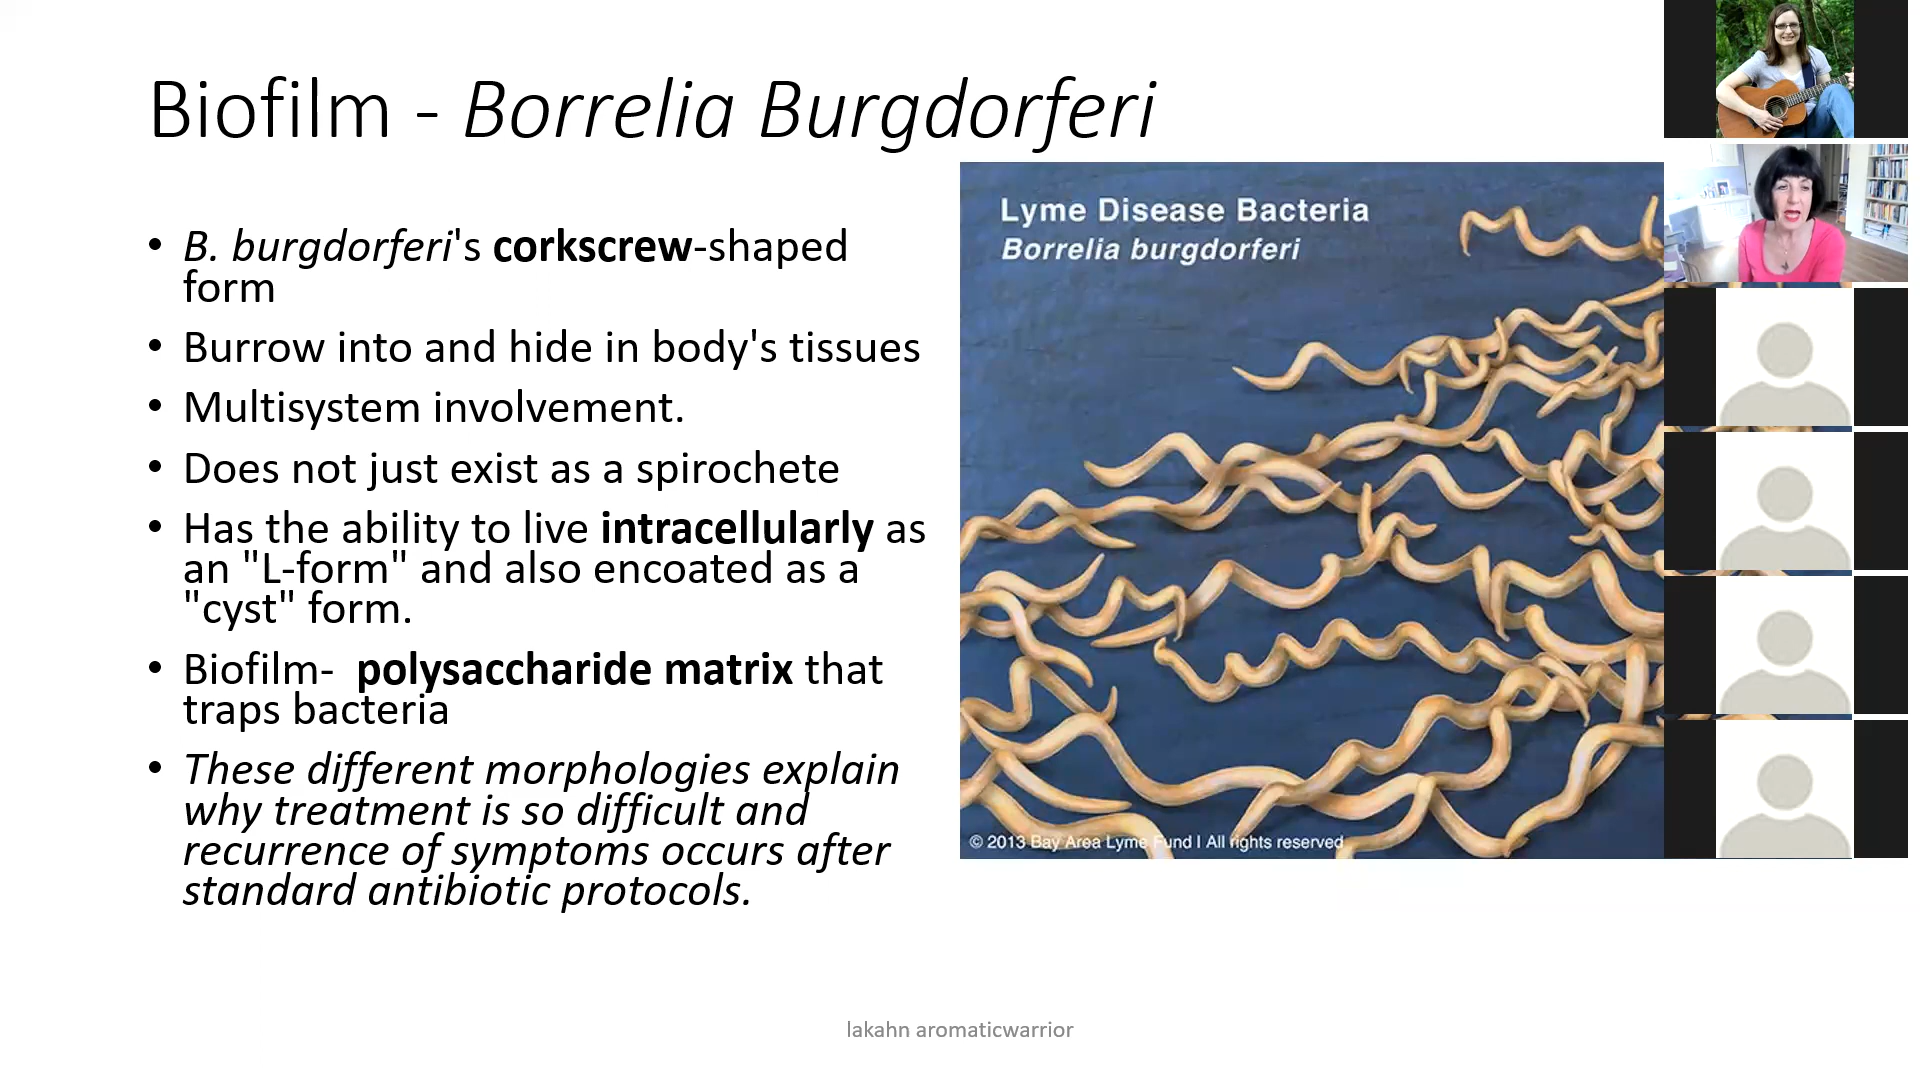 Biofilm - Borrelia Burgdorferi
• B. burgdorferi's corkscrew-shaped
form
• Burrow into and hide in body's tissues
• Multisystem involvement.
• Does not just exist as a spirochete
• Has the ability to live intracellularly as
an "L-form" and also encoated as a
"cyst" form.
• Biofilm-  polysaccharide matrix that
traps bacteria
• These different morphologies explain
why treatment is so difficult and
recurrence of symptoms occurs after
standard antibiotic protocols.
Lyme Disease Bacteria
Borrelia burgdorferi
© 2013 Bay Area Lyme Fund | All rights reserved
lakahn aromaticwarrior